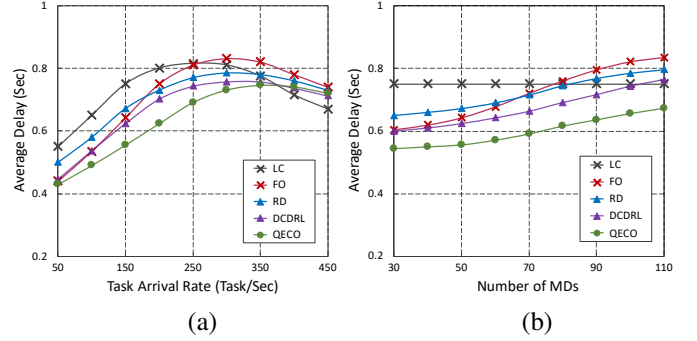 1
0.8
0.6
0.4
0.2
Average Delay (Sec)
LC
FO
RD
DCDRL
QECO
50 150 250 350 450
Task Arrival Rate (Task/Sec)
(a)
1
0.8
0.6
0.4
0.2
Average Delay (Sec)
LC
FO
RD
DCDRL
QECO
30 50 70 90 110
Number of MDs
(b)